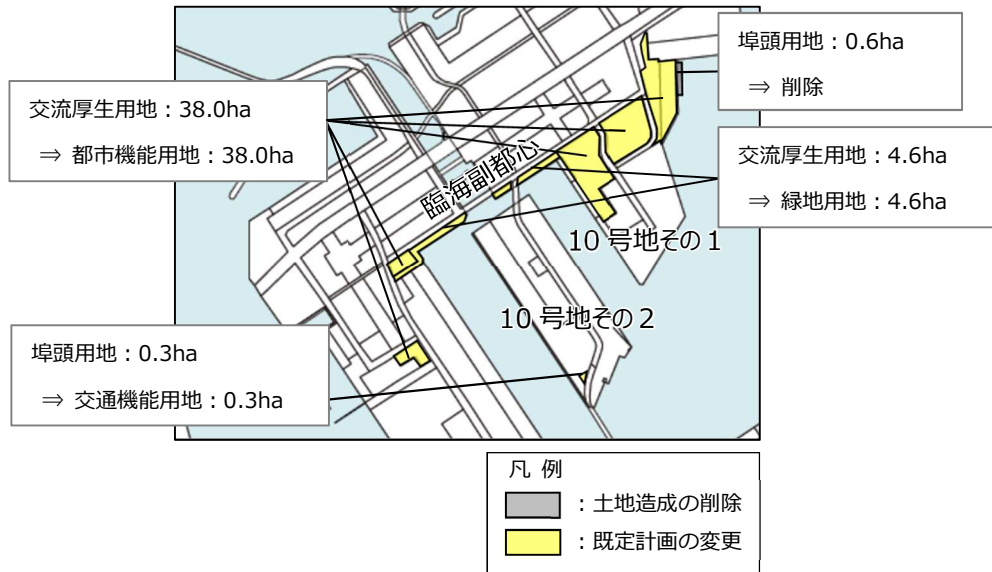 埠頭用地：0.6ha
⇒ 削除
交流厚生用地：38.0ha
⇒ 都市機能用地：38.0ha
交流厚生用地：4.6ha
⇒ 緑地用地：4.6ha
臨海副都心
10 号地その１
10 号地その２
埠頭用地：0.3ha
⇒ 交通機能用地：0.3ha
凡 例
：土地造成の削除
：既定計画の変更